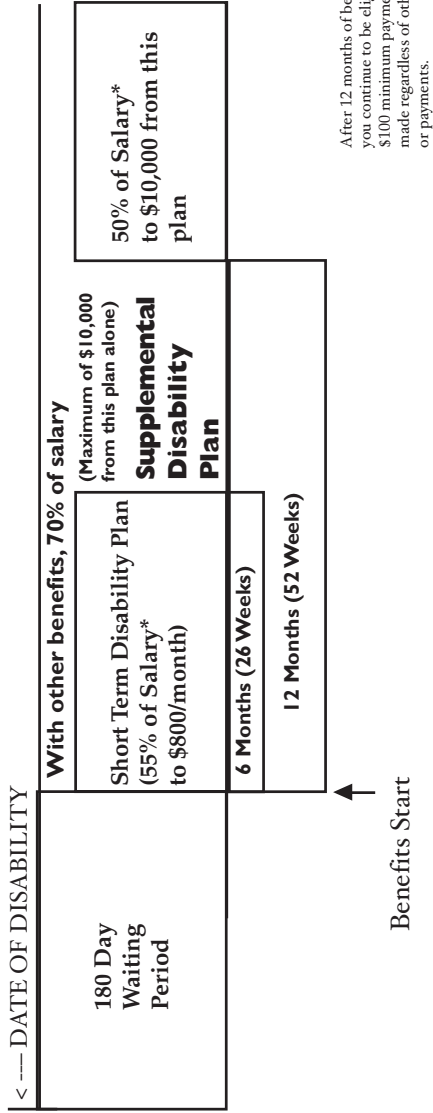 < ---- DATE OF DISABILITY
180 Day
Waiting
Period
With other benefits, 70% of salary
Short Term Disability Plan
(55% of Salary*
to $800/month)
(Maximum of $10,000
from this plan alone)
Supplemental
Disability
Plan
50% of Salary*
to $10,000 from this
plan
6 Months (26 Weeks)
12 Months (52 Weeks)
Benefits Start
After 12 months of be
you continue to be eli
$100 minimum payme
made regardless of ot
or payments.